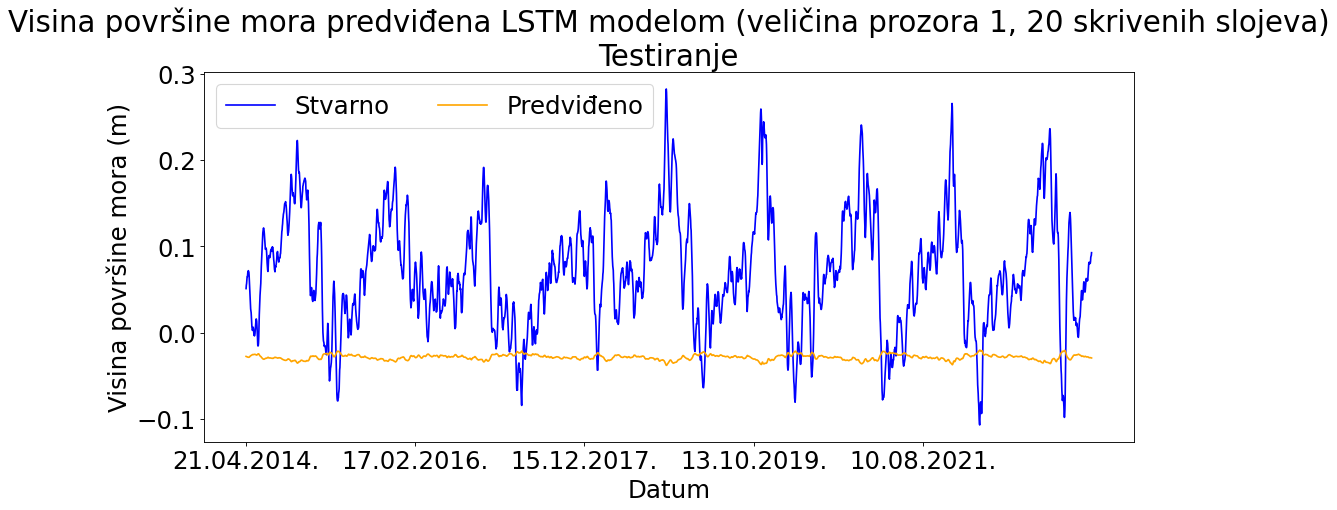 Visina površine mora predviđena LSTM modelom (veličina prozora 1, 20 skrivenih slojeva)
Testiranje
Stvarno
Predviđeno
Visina površine mora (m)
0.3
0.2
0.1
0.0
−0.1
21.04.2014.
17.02.2016.
15.12.2017.
13.10.2019.
10.08.2021.
Datum